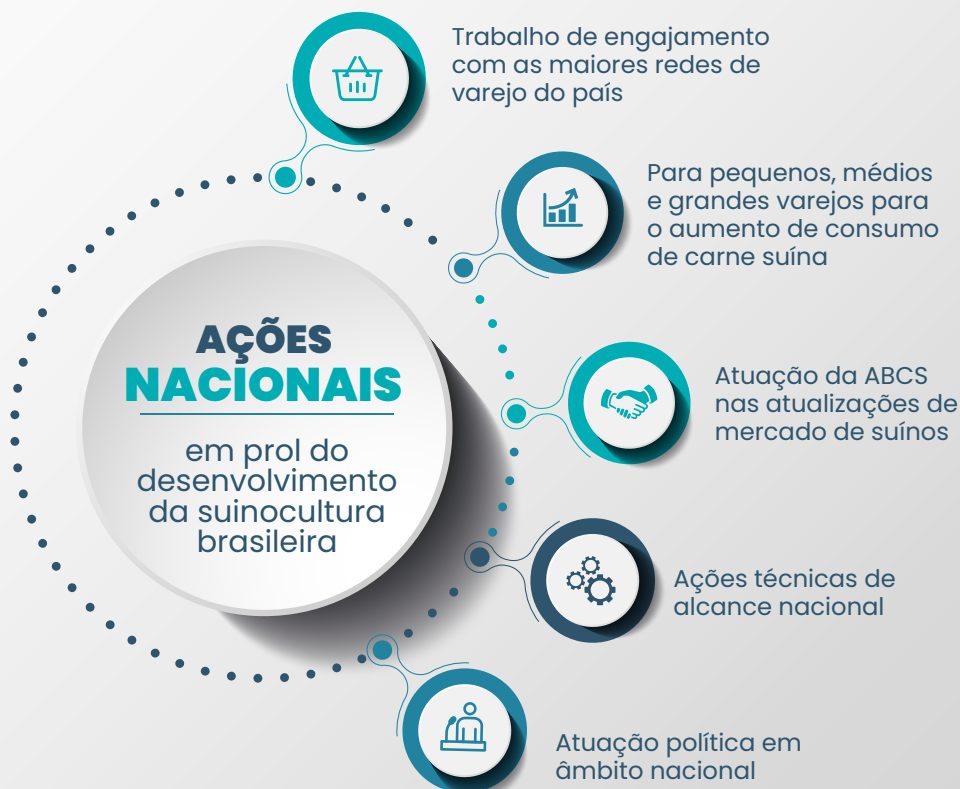 Trabalho de engajamento
com as maiores redes de
varejo do país
Para pequenos, médios
e grandes varejos para
o aumento de consumo
de carne suína
AÇÕES
NACIONAIS
em prol do
desenvolvimento
da suinocultura
brasileira
Atuação da ABCS
nas atualizações de
mercado de suínos
Ações técnicas de
alcance nacional
Atuação política em
âmbito nacional